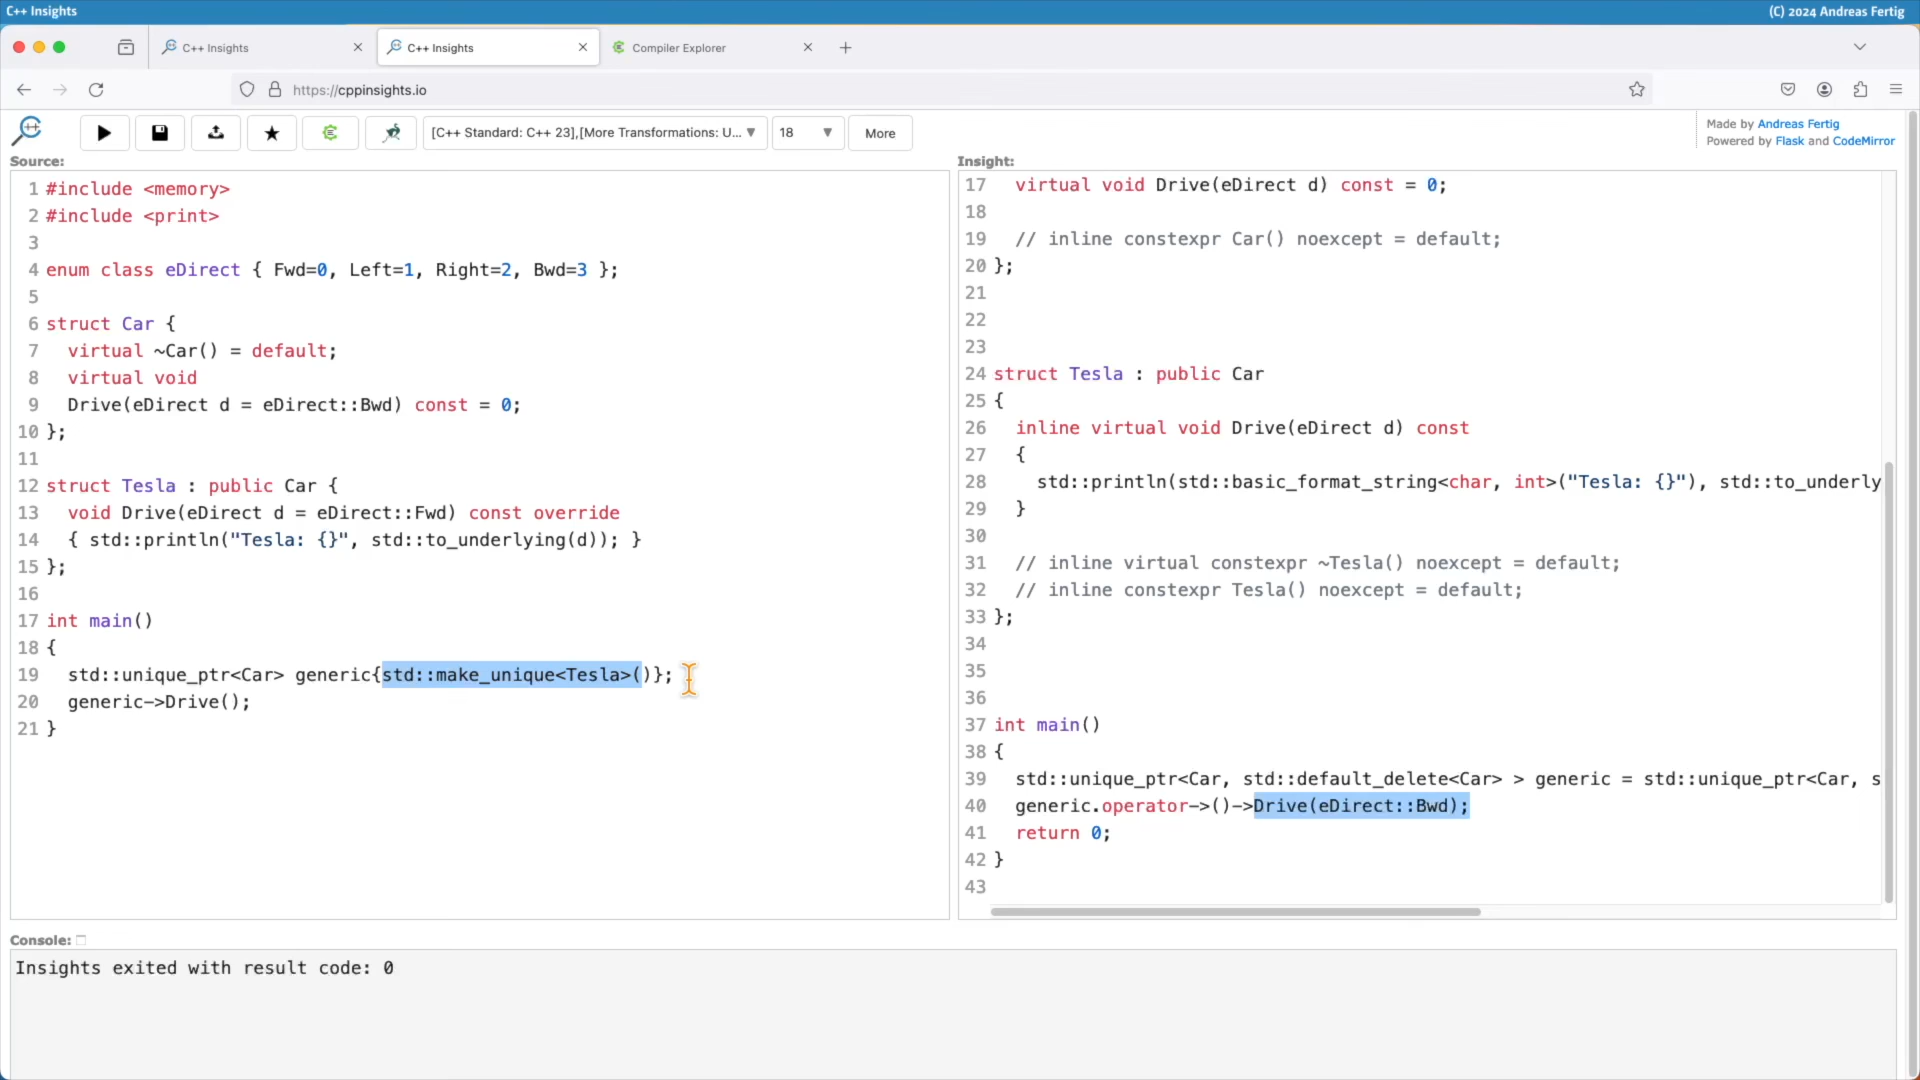 C++ Insights
(C) 2024 Andreas Fertig
C++ Insights
C++ Insights
Compiler Explorer
https://cppinsights.io
[C++ Standard: C++ 23],[More Transformations: U...
18
More
Made by Andreas Fertig
Powered by Flask and CodeMirror
Source:
1 #include <memory>
2 #include <print>
3
4 enum class eDirect { Fwd=0, Left=1, Right=2, Bwd=3 };
5
6 struct Car {
7   virtual ~Car() = default;
8   virtual void
9   Drive(eDirect d = eDirect::Bwd) const = 0;
10 };
11
12 struct Tesla : public Car {
13   void Drive(eDirect d = eDirect::Fwd) const override
14   { std::println("Tesla: {}", std::to_underlying(d)); }
15 };
16
17 int main()
18 {
19   std::unique_ptr<Car> generic{std::make_unique<Tesla>()};
20   generic->Drive();
21 }
Insight:
17   virtual void Drive(eDirect d) const = 0;
18
19   // inline constexpr Car() noexcept = default;
20 };
21
22
23
24 struct Tesla : public Car
25 {
26   inline virtual void Drive(eDirect d) const
27   {
28     std::println(std::basic_format_string<char, int>("Tesla: {}"), std::to_underly
29   }
30
31   // inline virtual constexpr ~Tesla() noexcept = default;
32   // inline constexpr Tesla() noexcept = default;
33 };
34
35
36
37 int main()
38 {
39   std::unique_ptr<Car, std::default_delete<Car> > generic = std::unique_ptr<Car, s
40   generic.operator->()->Drive(eDirect::Bwd);
41   return 0;
42 }
43
Console:
Insights exited with result code: 0